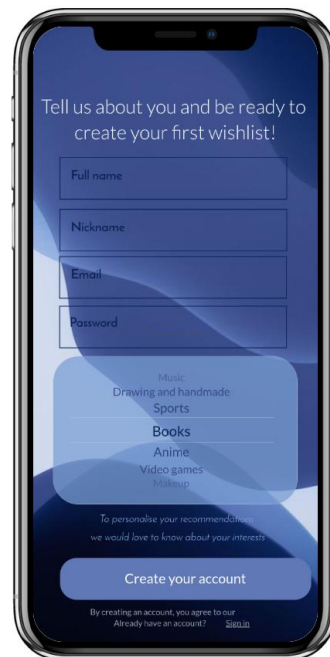 Tell us about you and be ready to
create your first wishlist!
Full name
Nickname
Email
Password
Music
Drawing and handmade
Sports
Books
Anime
Video games
Makeup
To personalise your recommendations
we would love to know about your interests
Create your account
By creating an account, you agree to our
Already have an account? Sign in